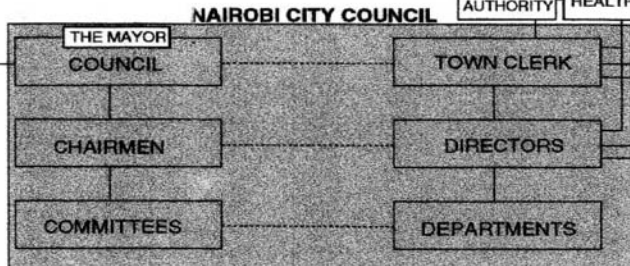 NAIROBI CITY COUNCIL
AUTHORITY
THE MAYOR
COUNCIL
TOWN CLERK
CHAIRMEN
DIRECTORS
COMMITTEES
DEPARTMENTS